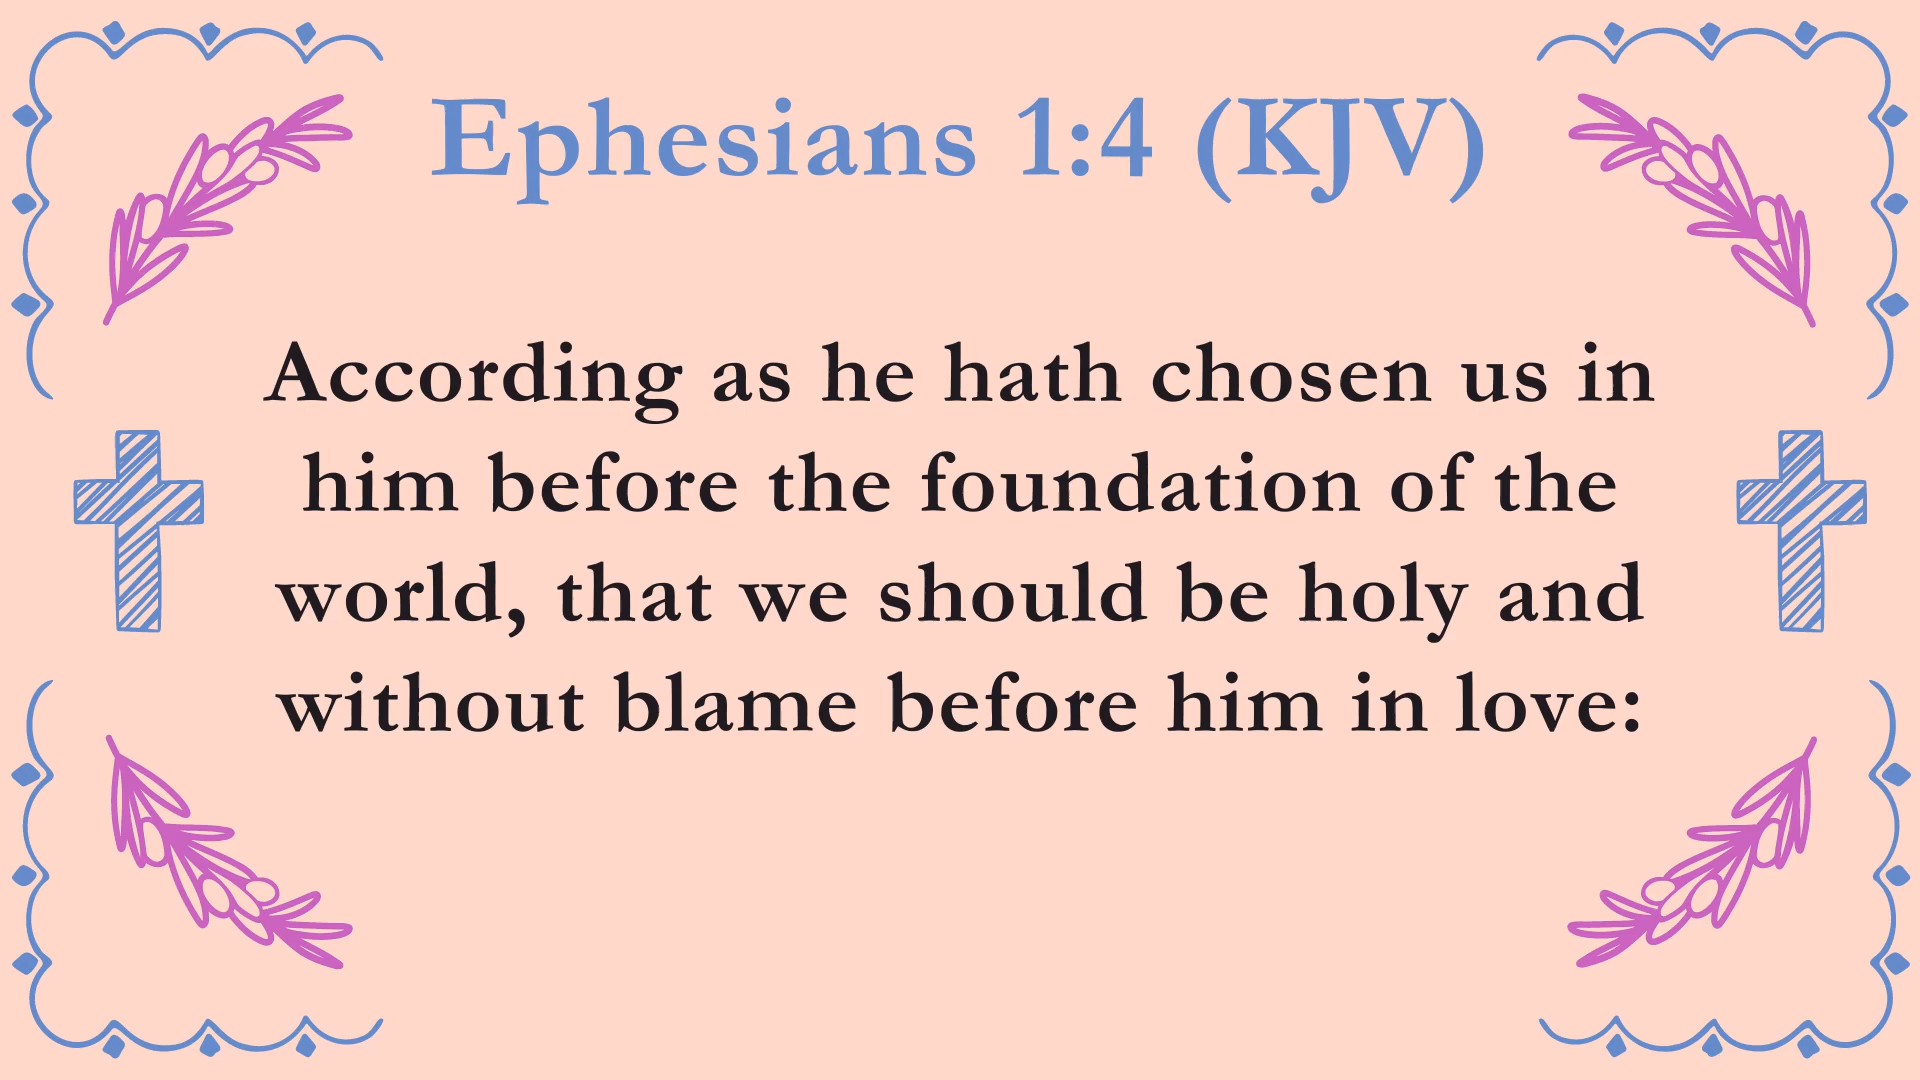 Ephesians 1:4 (KJV)
According as he hath chosen us in
him before the foundation of the
world, that we should be holy and
without blame before him in love: